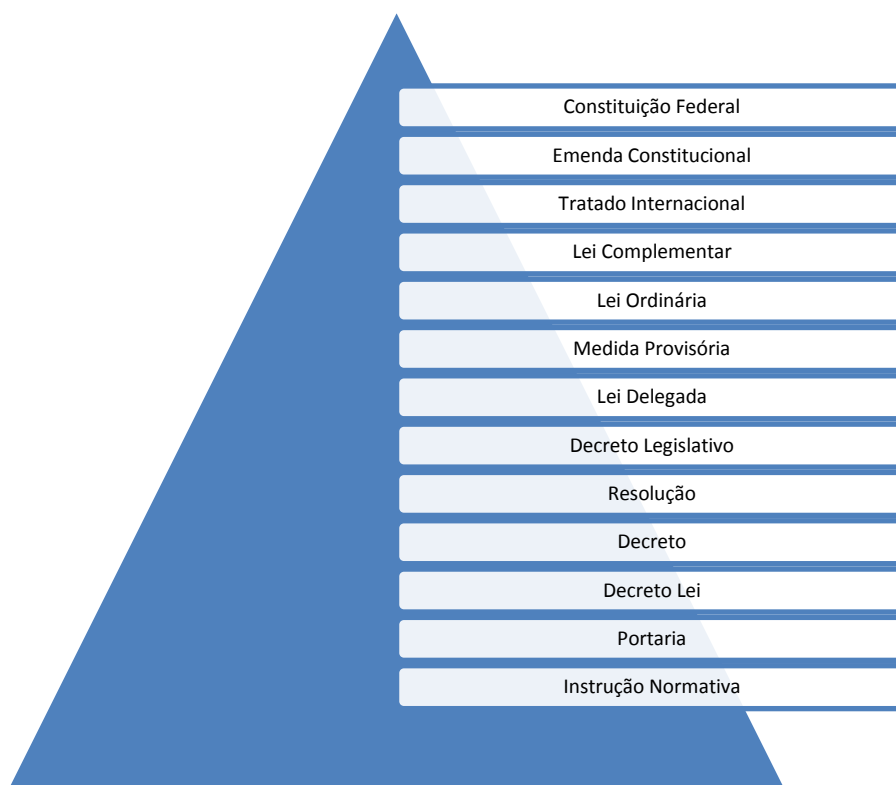 Constituição Federal
Emenda Constitucional
Tratado Internacional
Lei Complementar
Lei Ordinária
Medida Provisória
Lei Delegada
Decreto Legislativo
Resolução
Decreto
Decreto Lei
Portaria
Instrução Normativa